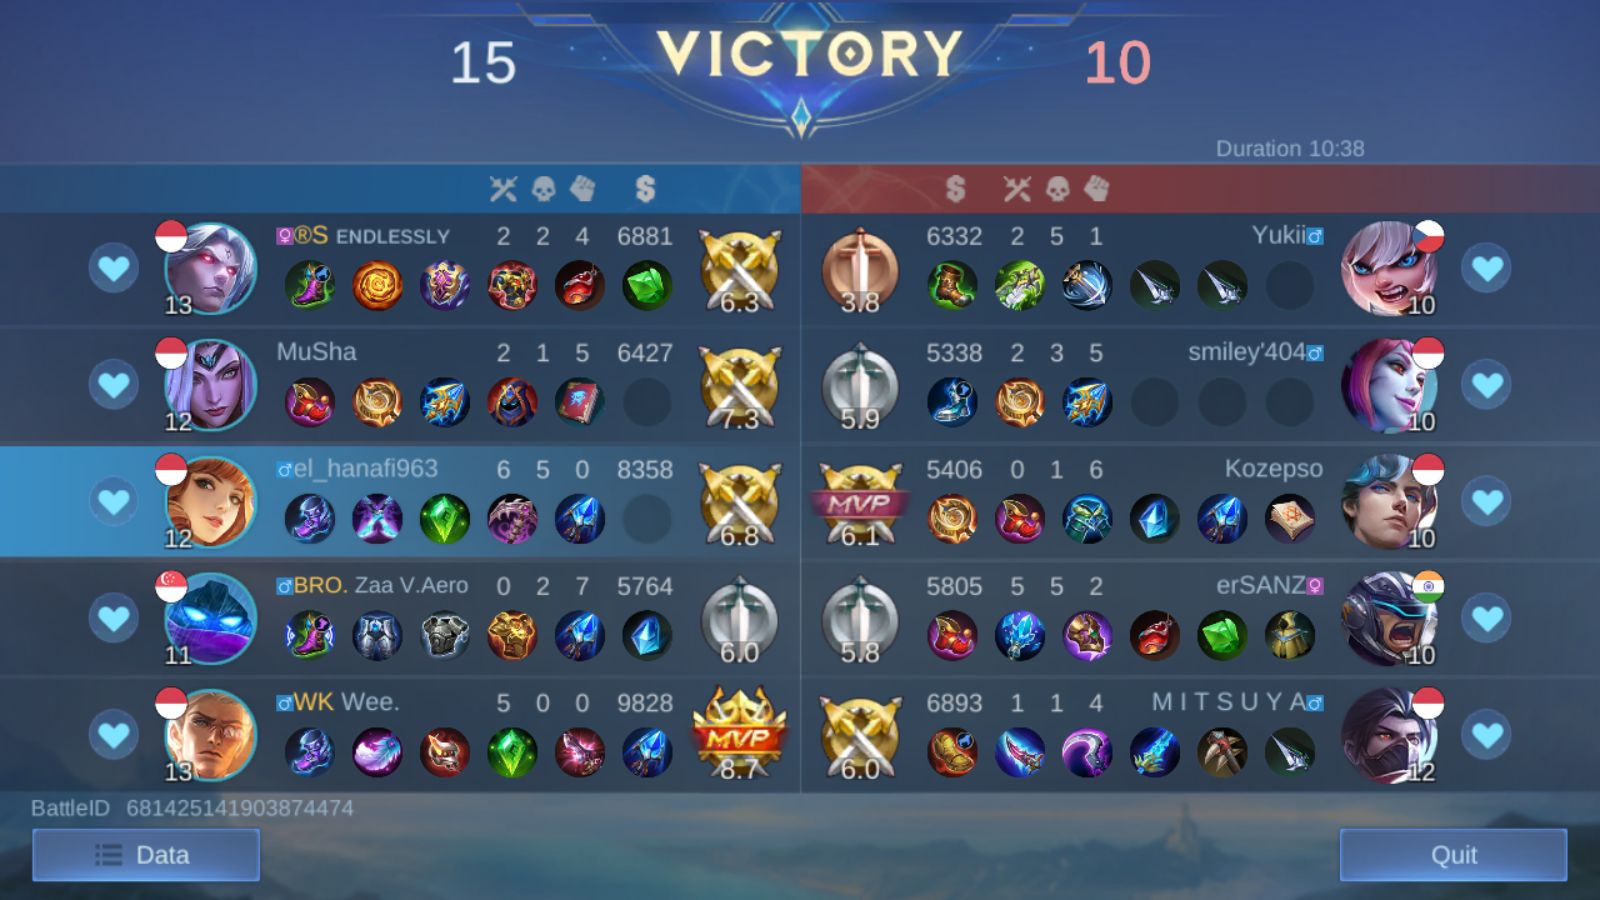 15 VICTORY 10
Duration 10:38
®S ENDLESSLY 2 2 4 6881
13 6.3
3.8 6332 2 5 1 Yukii
10
MuSha 2 1 5 6427
12 7.3
5.9 5338 2 3 5 smiley'404
10
el_hanafi963 6 5 0 8358
12 6.8
MVP 6.1 5406 0 1 6 Kozepso
10
BRO. Zaa V.Aero 0 2 7 5764
11 6.0
5.8 5805 5 5 2 erSANZ
10
WK Wee. 5 0 0 9828
13 MVP 8.7
6.0 6893 1 1 4 M I T S U Y A
12
BattleID 681425141903874474
Data
Quit